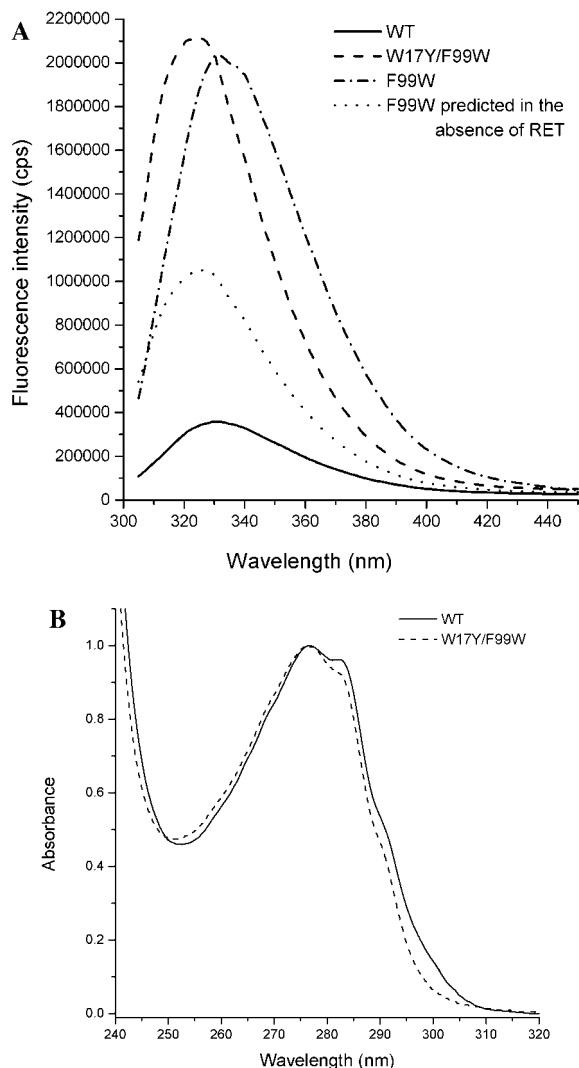 A
WT
W17Y/F99W
F99W
F99W predicted in the
absence of RET
2200000
2000000
1800000
1600000
1400000
1200000
1000000
800000
600000
400000
200000
0
Fluorescence intensity (cps)
300 320 340 360 380 400 420 440
Wavelength (nm)
B
WT
W17Y/F99W
1.0
0.8
0.6
0.4
0.2
0.0
Absorbance
240 250 260 270 280 290 300 310 320
Wavelength (nm)